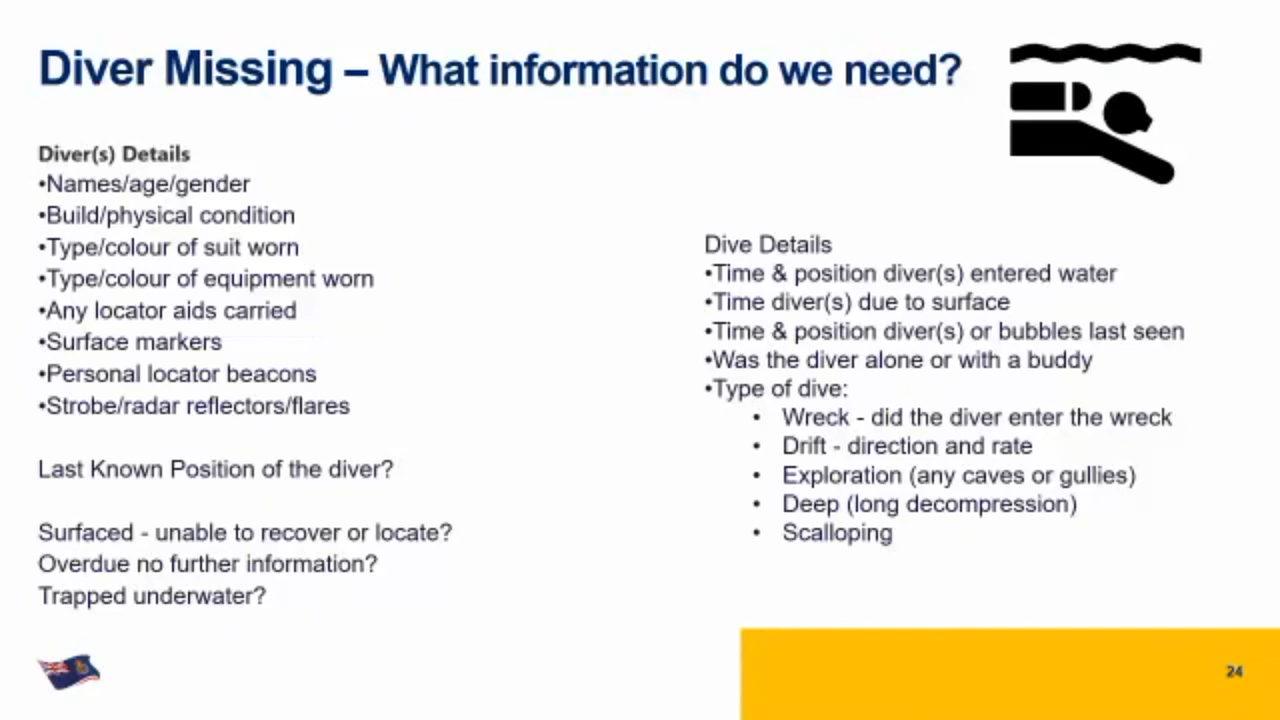 Diver Missing – What information do we need?
Diver(s) Details
•Names/age/gender
•Build/physical condition
•Type/colour of suit worn
•Type/colour of equipment worn
•Any locator aids carried
•Surface markers
•Personal locator beacons
•Strobe/radar reflectors/flares
Last Known Position of the diver?
Surfaced - unable to recover or locate?
Overdue no further information?
Trapped underwater?
Dive Details
•Time & position diver(s) entered water
•Time diver(s) due to surface
•Time & position diver(s) or bubbles last seen
•Was the diver alone or with a buddy
•Type of dive:
• Wreck - did the diver enter the wreck
• Drift - direction and rate
• Exploration (any caves or gullies)
• Deep (long decompression)
• Scalloping
24